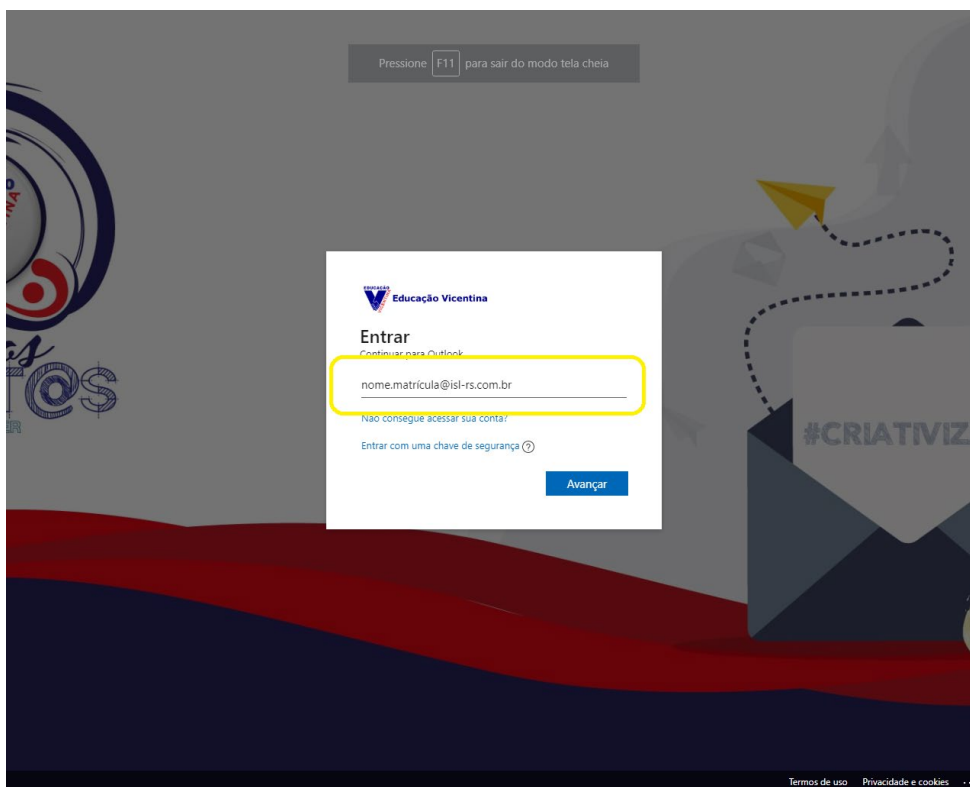 Pressione F11 para sair do modo tela cheia
EDUCAÇÃO
Educação Vicentina
Entrar
Continuar para Outlook
nome.matrícula@isl-rs.com.br
Não consegue acessar sua conta?
Entrar com uma chave de segurança ?
Avançar
T@S
ER
#CRIATIVIZ
Termos de uso Privacidade e cookies ...